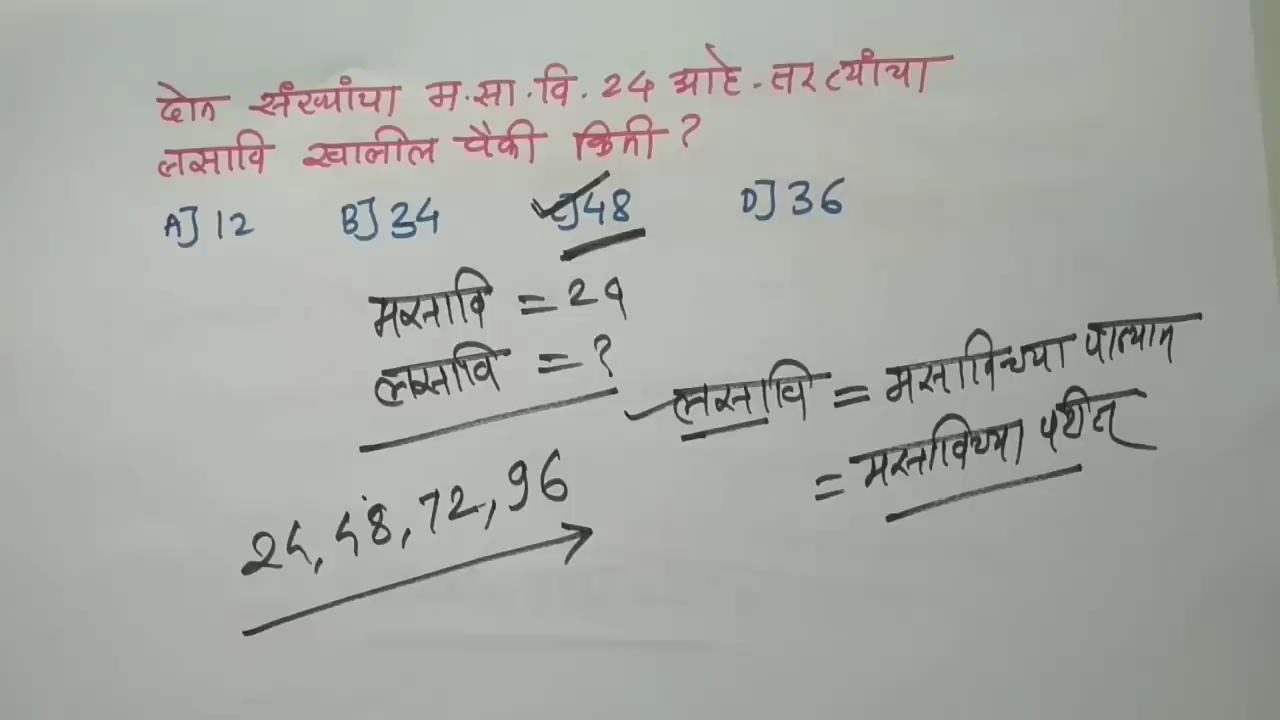 दोन संख्यांचा म.सा.वि. 24 आहे. तर त्यांचा
लसावि खालील पैकी किती ?
A] 12 B] 34 C] 48 D] 36
मसावि = 24
लसावि = ?
लसावि = मसाविच्या पाढ्यात
= मसाविच्या पटीत
24, 48, 72, 96